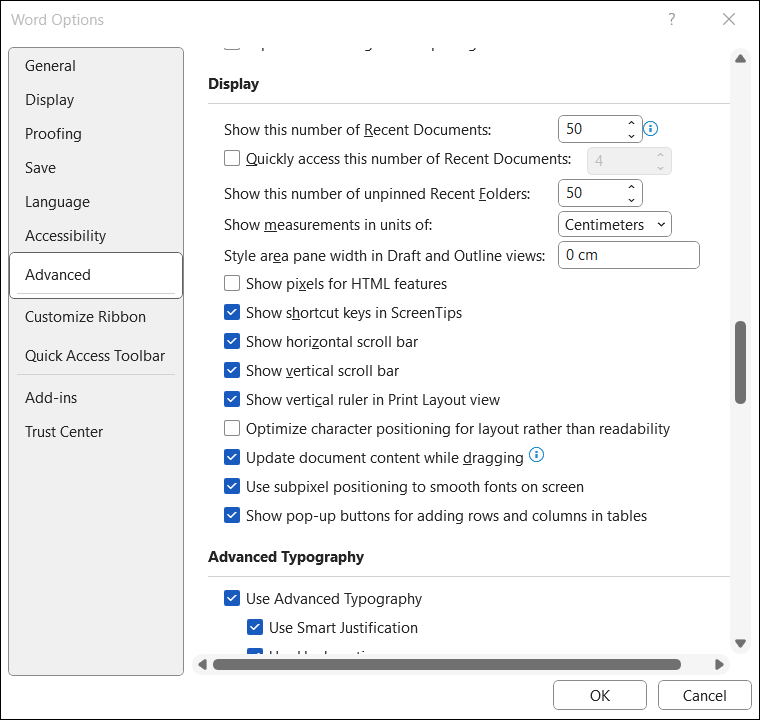 Word Options
General
Display
Proofing
Save
Language
Accessibility
Advanced
Customize Ribbon
Quick Access Toolbar
Add-ins
Trust Center
Display
Show this number of Recent Documents: 50
Quickly access this number of Recent Documents: 4
Show this number of unpinned Recent Folders: 50
Show measurements in units of: Centimeters
Style area pane width in Draft and Outline views: 0 cm
Show pixels for HTML features
Show shortcut keys in ScreenTips
Show horizontal scroll bar
Show vertical scroll bar
Show vertical ruler in Print Layout view
Optimize character positioning for layout rather than readability
Update document content while dragging
Use subpixel positioning to smooth fonts on screen
Show pop-up buttons for adding rows and columns in tables
Advanced Typography
Use Advanced Typography
Use Smart Justification
OK Cancel